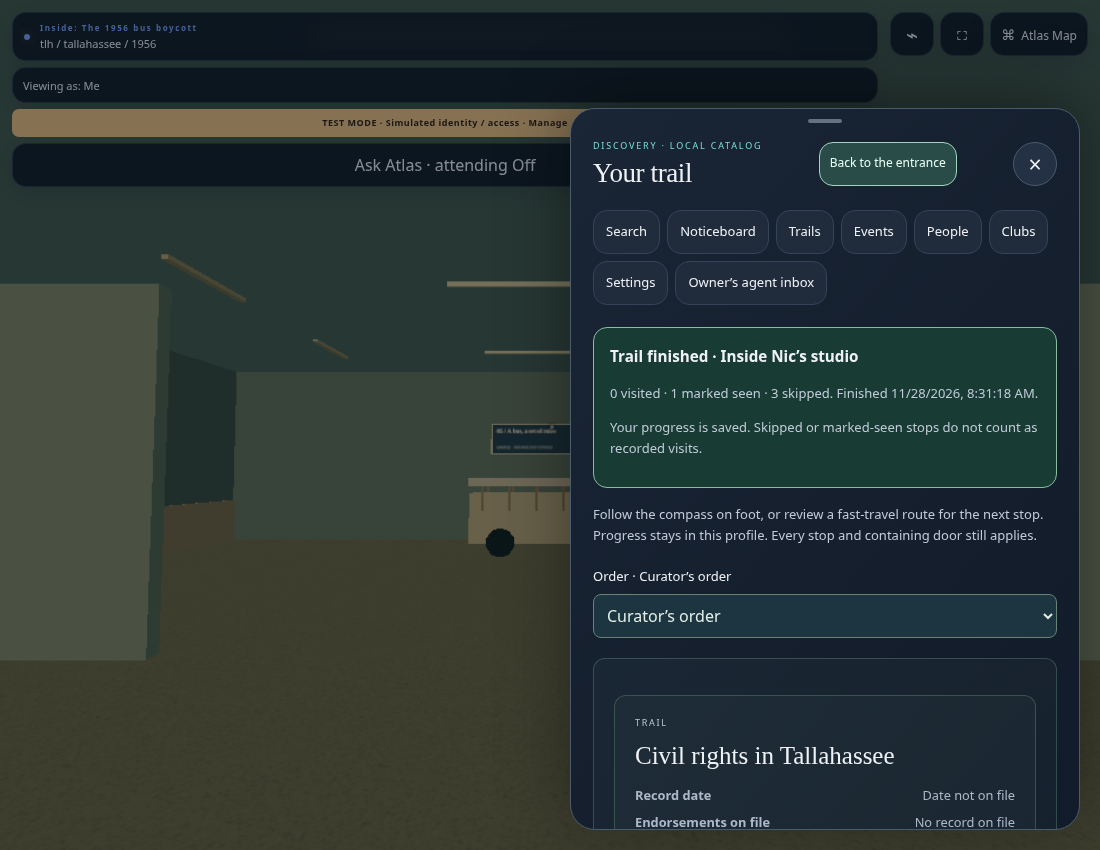 Inside: The 1956 bus boycott
tlh / tallahassee / 1956
⌘ Atlas Map
Viewing as: Me
TEST MODE · Simulated identity / access · Manage
Ask Atlas · attending Off
DISCOVERY · LOCAL CATALOG
Your trail
Back to the entrance
×
Search
Noticeboard
Trails
Events
People
Clubs
Settings
Owner’s agent inbox
Trail finished · Inside Nic’s studio
0 visited · 1 marked seen · 3 skipped. Finished 11/28/2026, 8:31:18 AM.
Your progress is saved. Skipped or marked-seen stops do not count as
recorded visits.
Follow the compass on foot, or review a fast-travel route for the next stop.
Progress stays in this profile. Every stop and containing door still applies.
Order · Curator’s order
Curator’s order
TRAIL
Civil rights in Tallahassee
Record date
Date not on file
Endorsements on file
No record on file